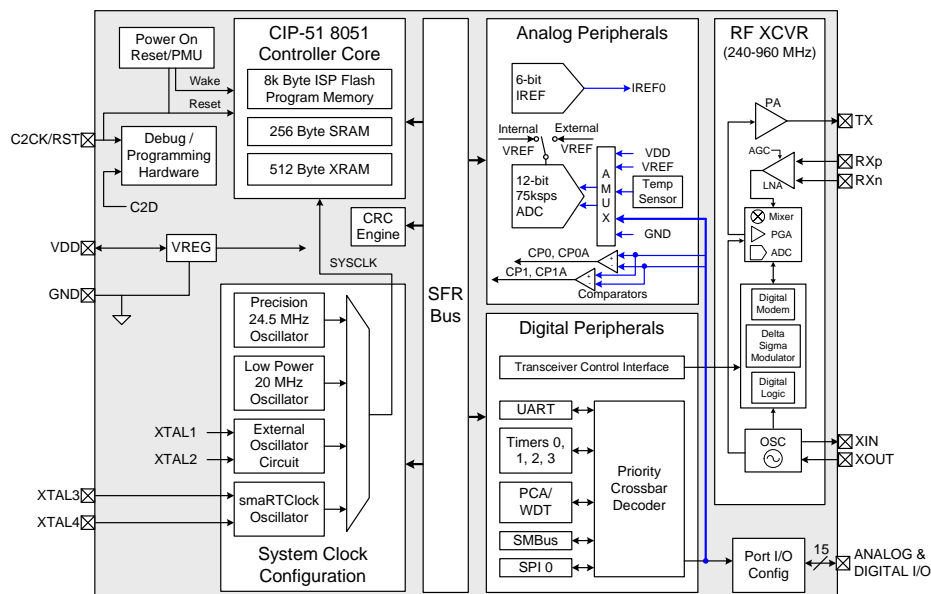 Power On
Reset/PMU
Wake
Reset
C2CK/RST
Debug /
Programming
Hardware
C2D
VDD
VREG
GND
CIP-51 8051
Controller Core
8k Byte ISP Flash
Program Memory
256 Byte SRAM
512 Byte XRAM
CRC
Engine
SYSCLK
Precision
24.5 MHz
Oscillator
Low Power
20 MHz
Oscillator
XTAL1
XTAL2
External
Oscillator
Circuit
XTAL3
XTAL4
smaRTClock
Oscillator
System Clock
Configuration
SFR
Bus
Analog Peripherals
6-bit
IREF
IREF0
Internal
VREF
External
VREF
12-bit
75ksps
ADC
A
M
U
X
VDD
VREF
Temp
Sensor
GND
CP0, CP0A
+
-
CP1, CP1A
+
-
Comparators
Digital Peripherals
Transceiver Control Interface
UART
Timers 0,
1, 2, 3
PCA/
WDT
SMBus
SPI 0
Priority
Crossbar
Decoder
RF XCVR
(240-960 MHz)
PA
TX
AGC
LNA
RXp
RXn
Mixer
PGA
ADC
Digital
Modem
Delta
Sigma
Modulator
Digital
Logic
OSC
XIN
XOUT
Port I/O
Config
15
ANALOG &
DIGITAL I/O